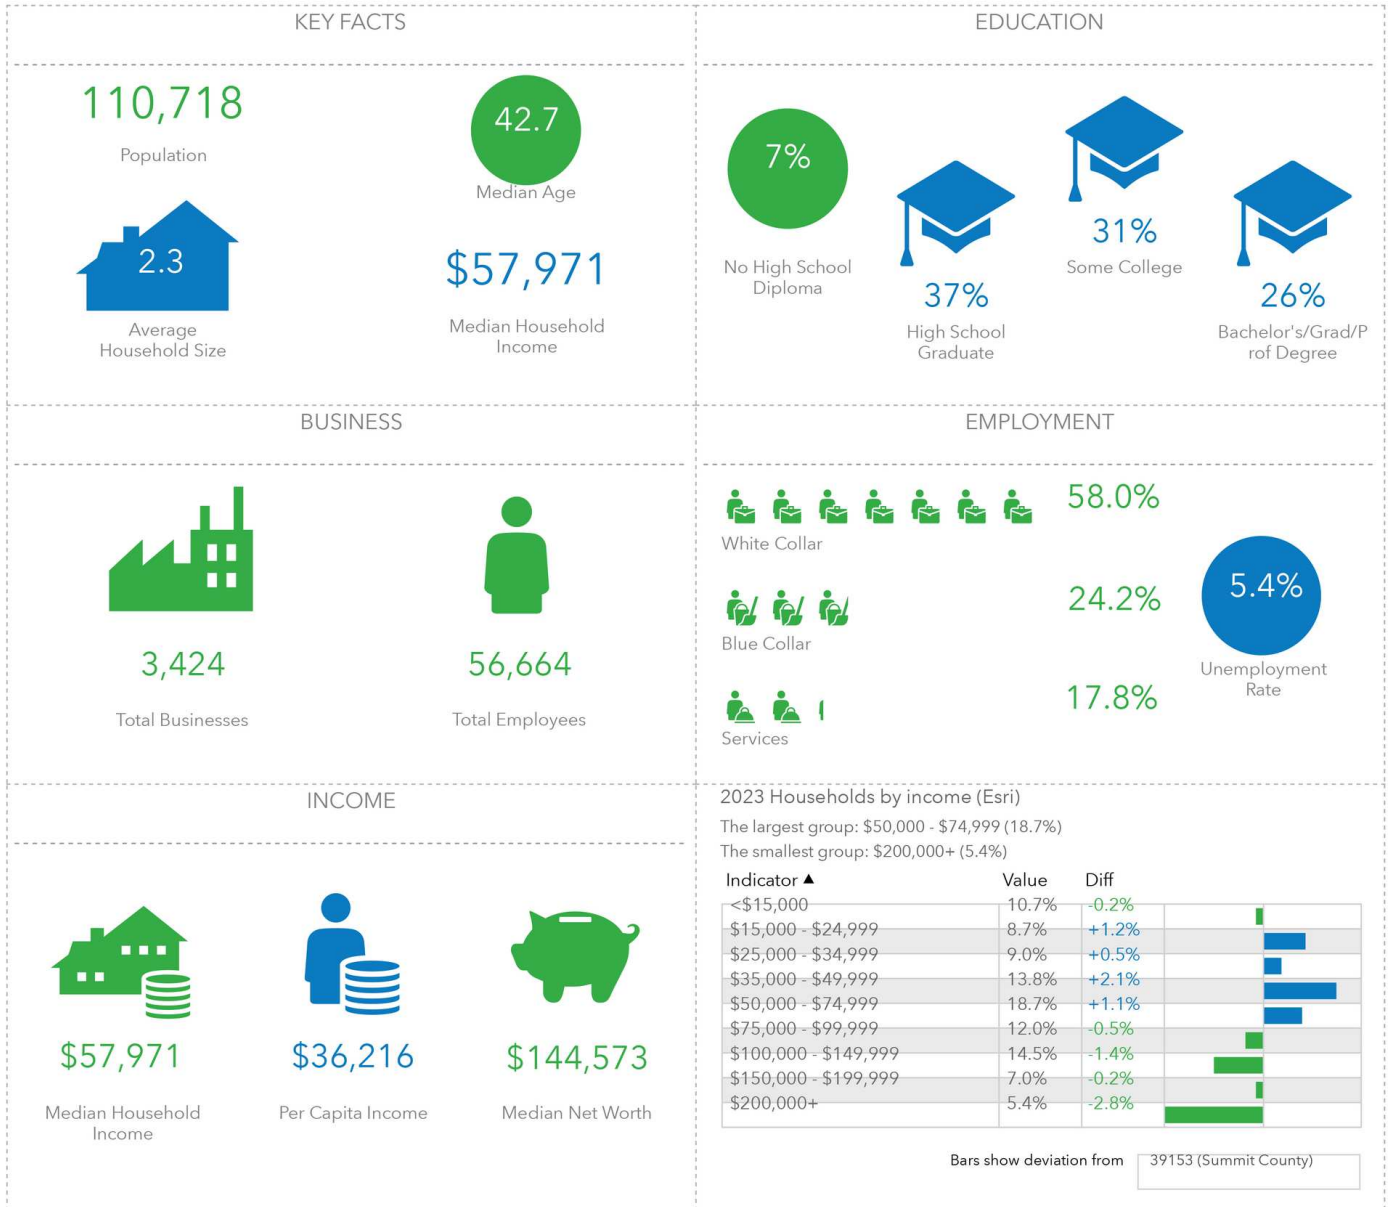 KEY FACTS
110,718
Population
42.7
Median Age
2.3
Average
Household Size
$57,971
Median Household
Income
EDUCATION
7%
No High School
Diploma
37%
High School
Graduate
31%
Some College
26%
Bachelor's/Grad/P
rof Degree
BUSINESS
3,424
Total Businesses
56,664
Total Employees
EMPLOYMENT
58.0%
White Collar
24.2%
Blue Collar
17.8%
Services
5.4%
Unemployment
Rate
INCOME
$57,971
Median Household
Income
$36,216
Per Capita Income
$144,573
Median Net Worth
2023 Households by income (Esri)
The largest group: $50,000 - $74,999 (18.7%)
The smallest group: $200,000+ (5.4%)
Indicator ▲ Value Diff
<$15,000 10.7% -0.2%
$15,000 - $24,999 8.7% +1.2%
$25,000 - $34,999 9.0% +0.5%
$35,000 - $49,999 13.8% +2.1%
$50,000 - $74,999 18.7% +1.1%
$75,000 - $99,999 12.0% -0.5%
$100,000 - $149,999 14.5% -1.4%
$150,000 - $199,999 7.0% -0.2%
$200,000+ 5.4% -2.8%
Bars show deviation from 39153 (Summit County)